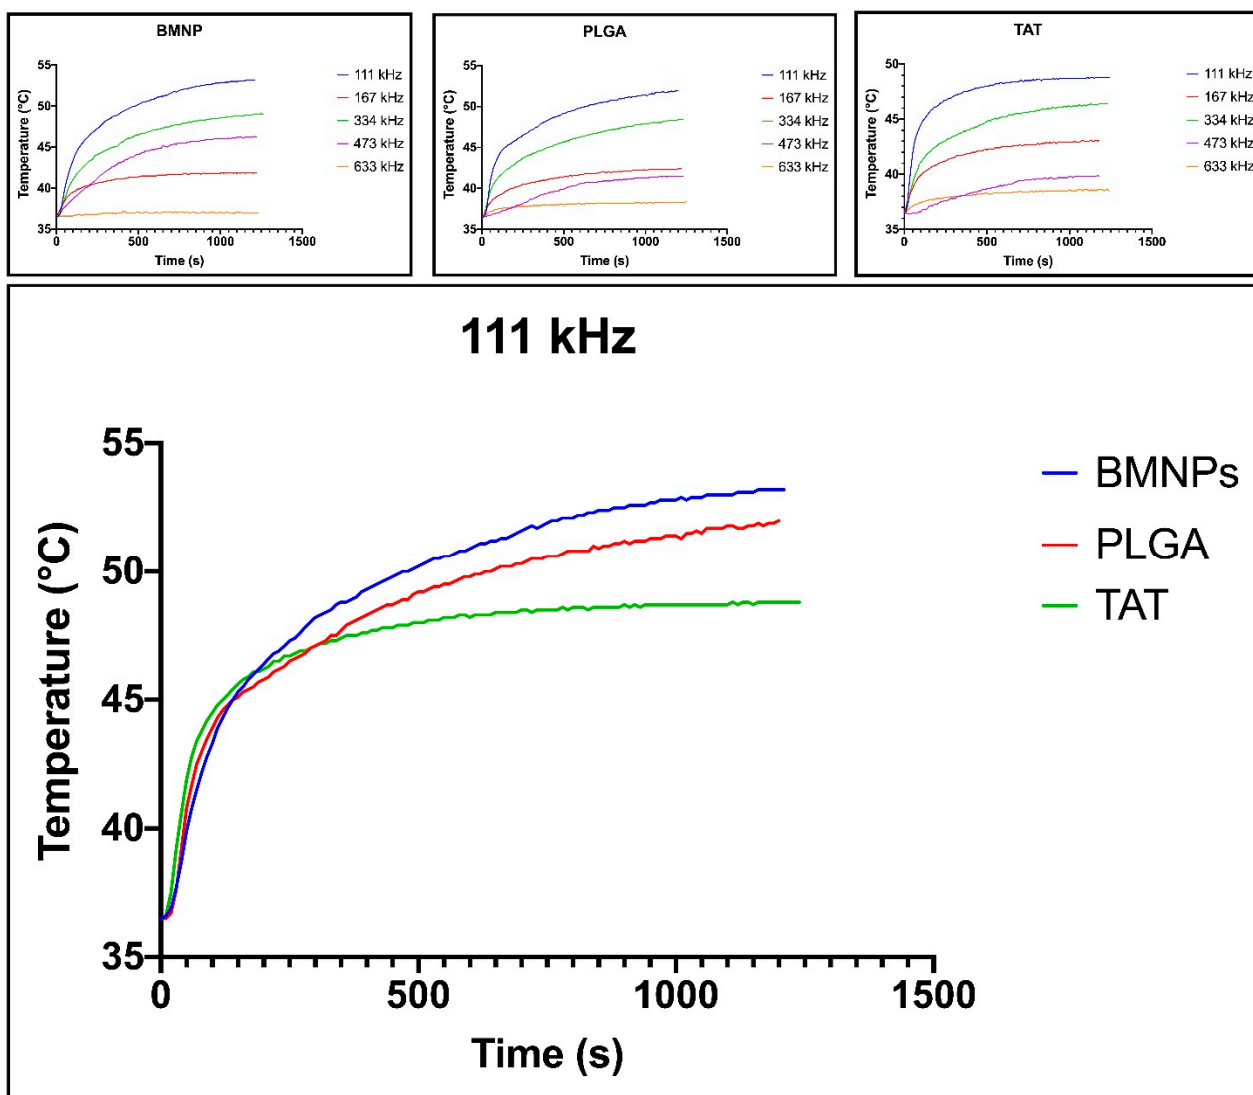 BMNP
55
50
45
40
35
0
500
1000
1500
Temperature (°C)
Time (s)
111 kHz
167 kHz
334 kHz
473 kHz
633 kHz
PLGA
55
50
45
40
35
0
500
1000
1500
Temperature (°C)
Time (s)
111 kHz
167 kHz
334 kHz
473 kHz
633 kHz
TAT
50
45
40
35
0
500
1000
1500
Temperature (°C)
Time (s)
111 kHz
167 kHz
334 kHz
473 kHz
633 kHz
111 kHz
55
50
45
40
35
0
500
1000
1500
Temperature (°C)
Time (s)
BMNPs
PLGA
TAT